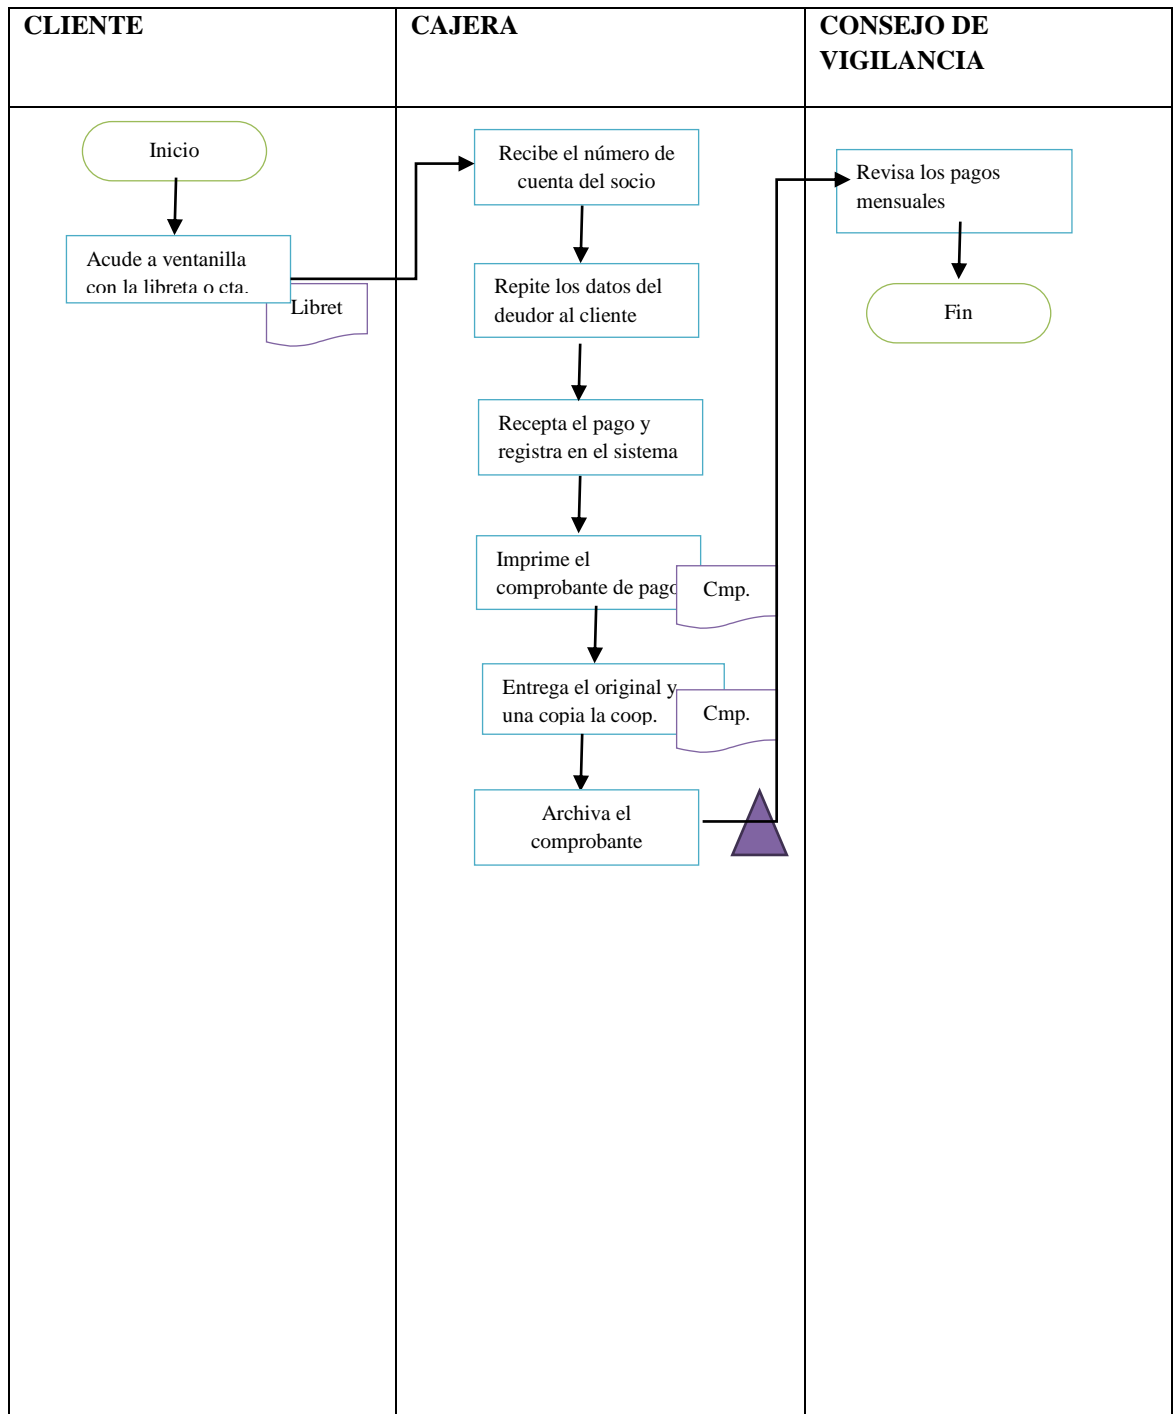 CLIENTE
CAJERA
CONSEJO DE
VIGILANCIA
Inicio
Acude a ventanilla
con la libreta o cta.
Libret
Recibe el número de
cuenta del socio
Repite los datos del
deudor al cliente
Recepta el pago y
registra en el sistema
Imprime el
comprobante de pago
Cmp.
Entrega el original y
una copia la coop.
Cmp.
Archiva el
comprobante
Revisa los pagos
mensuales
Fin